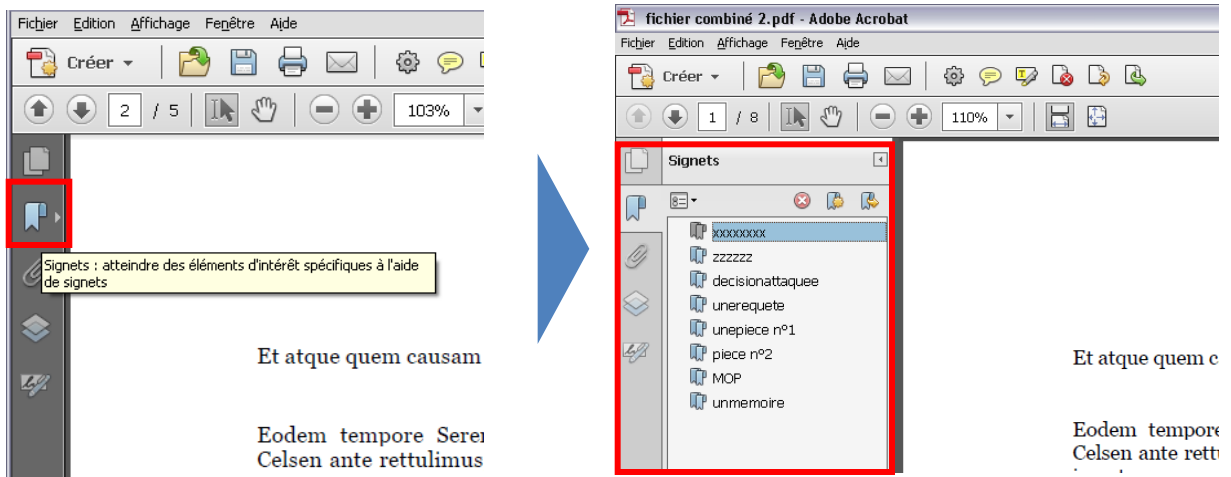 Fichier Edition Affichage Fenêtre Aide
Créer
2 / 5 103%
Signets : atteindre des éléments d'intérêt spécifiques à l'aide
de signets
Et atque quem causam
Eodem tempore Seren
Celsen ante rettulimus
fichier combiné 2.pdf - Adobe Acrobat
Fichier Edition Affichage Fenêtre Aide
Créer
1 / 8 110%
Signets
xxxxxxxx
zzzzzz
decisionattaquee
unerequete
unepiece n°1
piece n°2
MOP
unmemoire
Et atque quem c
Eodem tempore
Celsen ante rettu